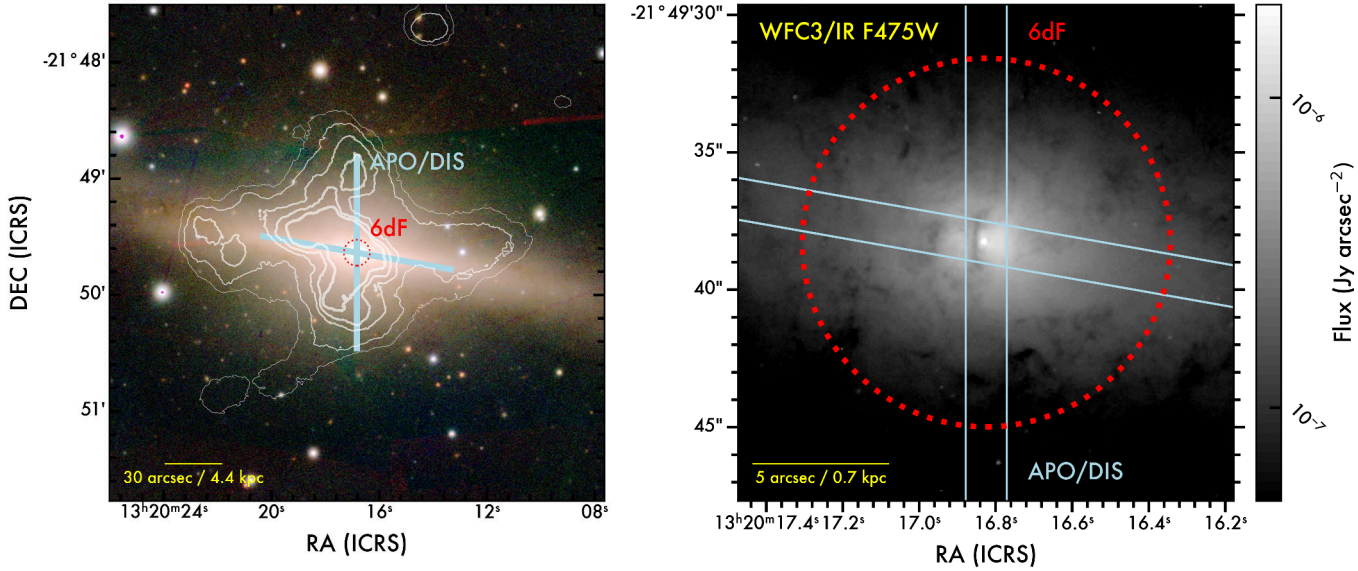 -21°48'
49'
50'
51'
DEC (ICRS)
APO/DIS
6dF
30 arcsec / 4.4 kpc
13ʰ20ᵐ24ˢ
20ˢ
16ˢ
12ˢ
08ˢ
RA (ICRS)
-21°49'30"
35"
40"
45"
WFC3/IR F475W
6dF
APO/DIS
5 arcsec / 0.7 kpc
13ʰ20ᵐ17.4ˢ
17.2ˢ
17.0ˢ
16.8ˢ
16.6ˢ
16.4ˢ
16.2ˢ
RA (ICRS)
10⁻⁷
Flux (Jy arcsec⁻²)